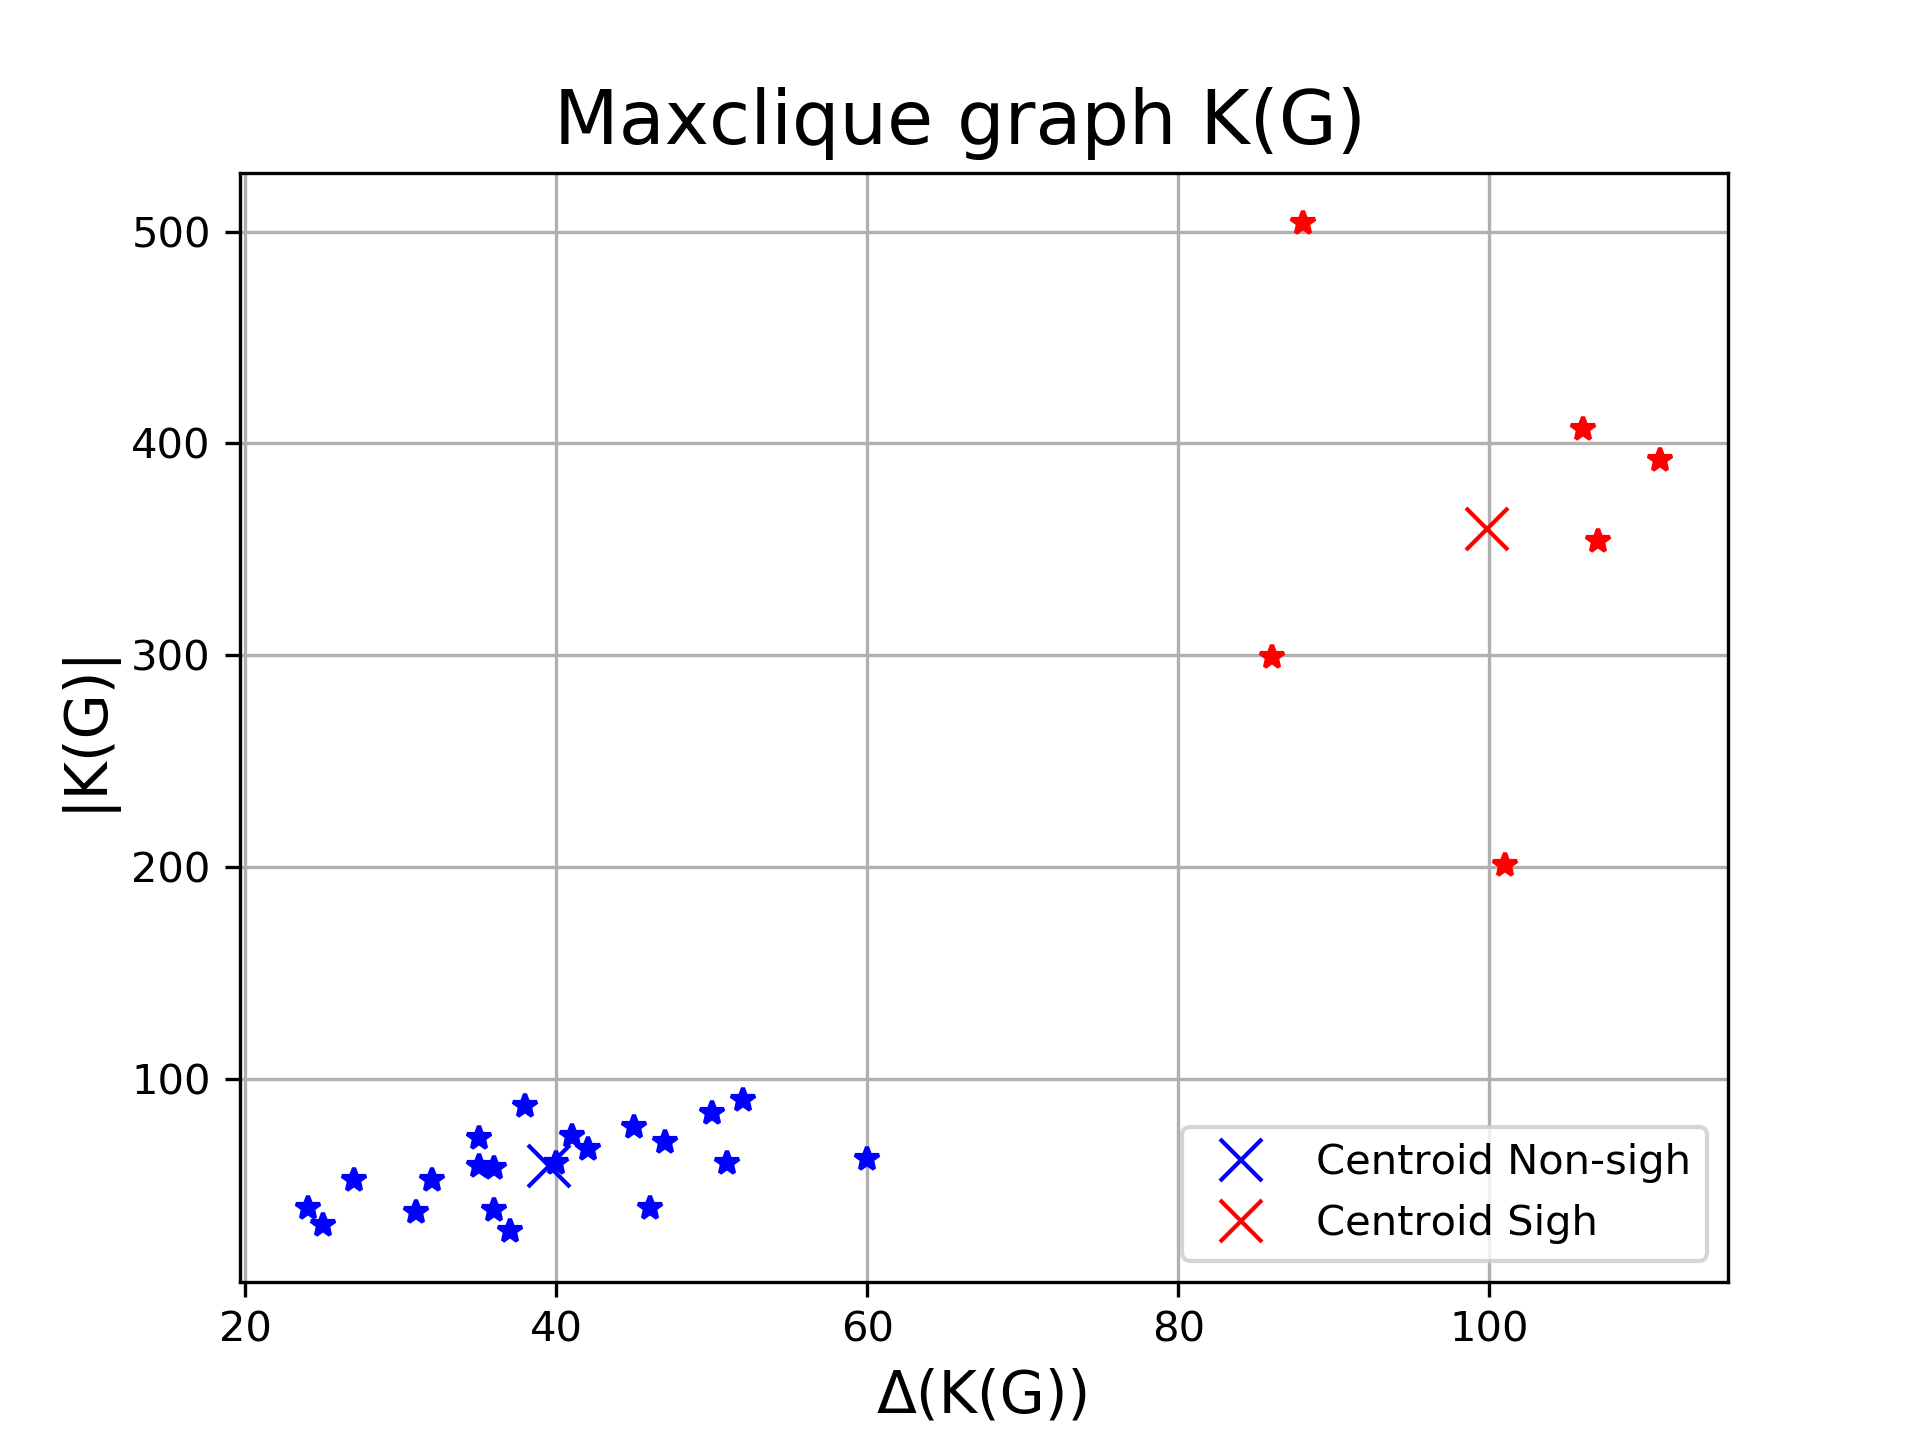 Maxclique graph K(G)
|K(G)|
500
400
300
200
100
20 40 60 80 100
Δ(K(G))
Centroid Non-sigh
Centroid Sigh